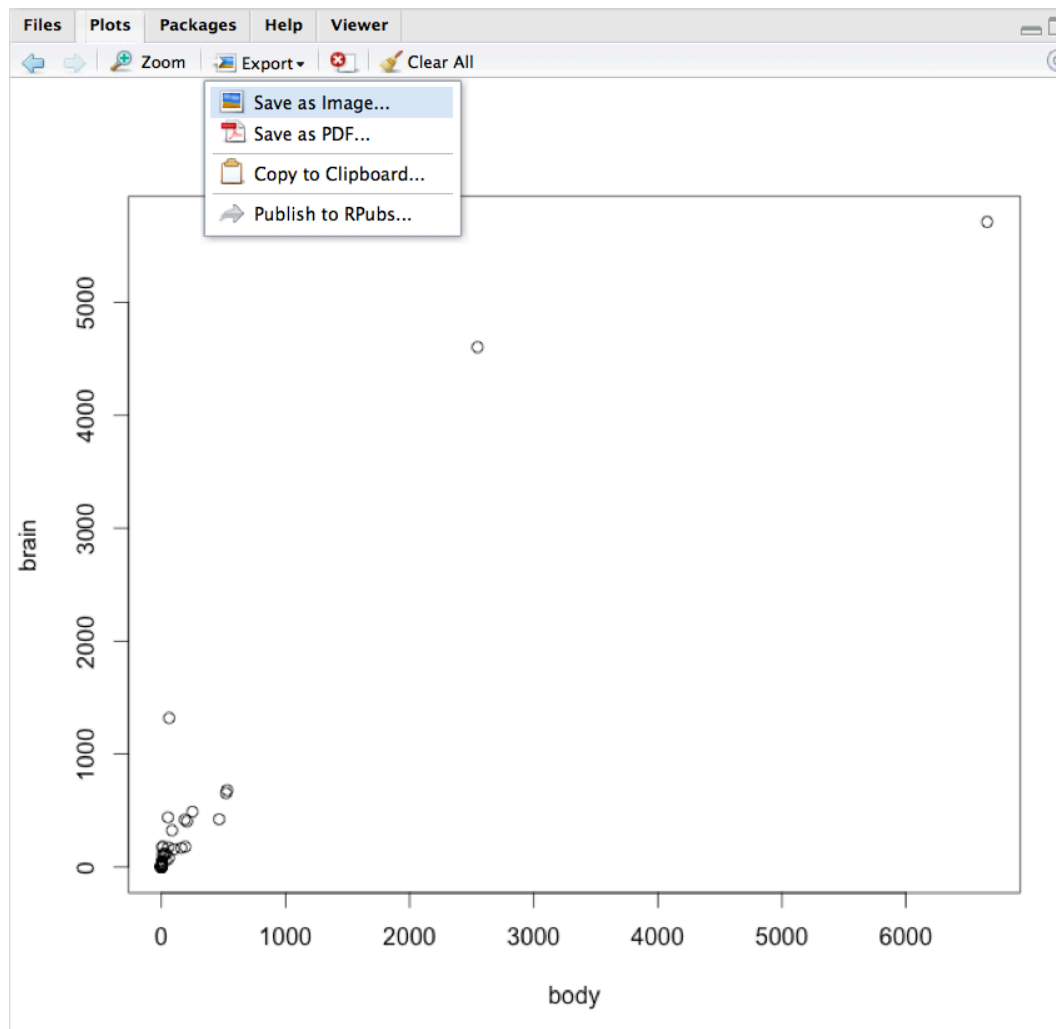 Files Plots Packages Help Viewer
Zoom Export Clear All
Save as Image...
Save as PDF...
Copy to Clipboard...
Publish to RPubs...
5000
4000
3000
2000
1000
0
brain
0 1000 2000 3000 4000 5000 6000
body